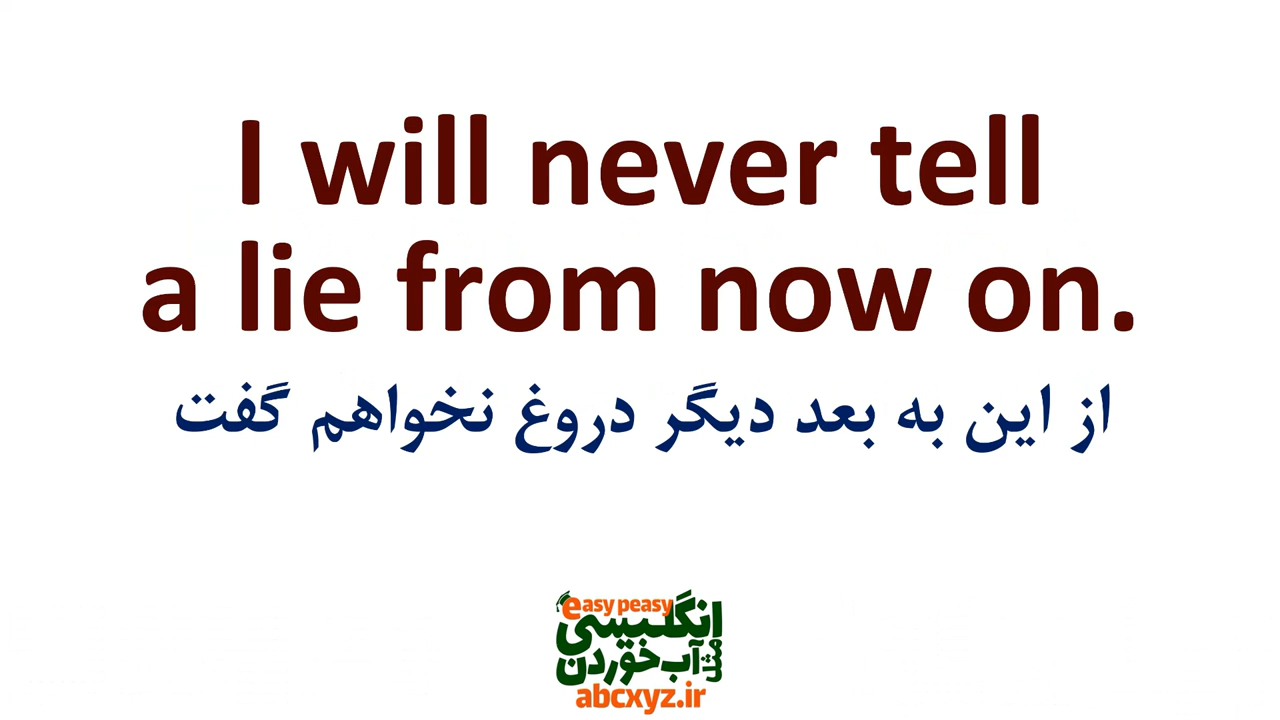 I will never tell
a lie from now on.
از این به بعد دیگر دروغ نخواهم گفت
easy peasy
انگلیسی
مثل آب خوردن
abcxyz.ir